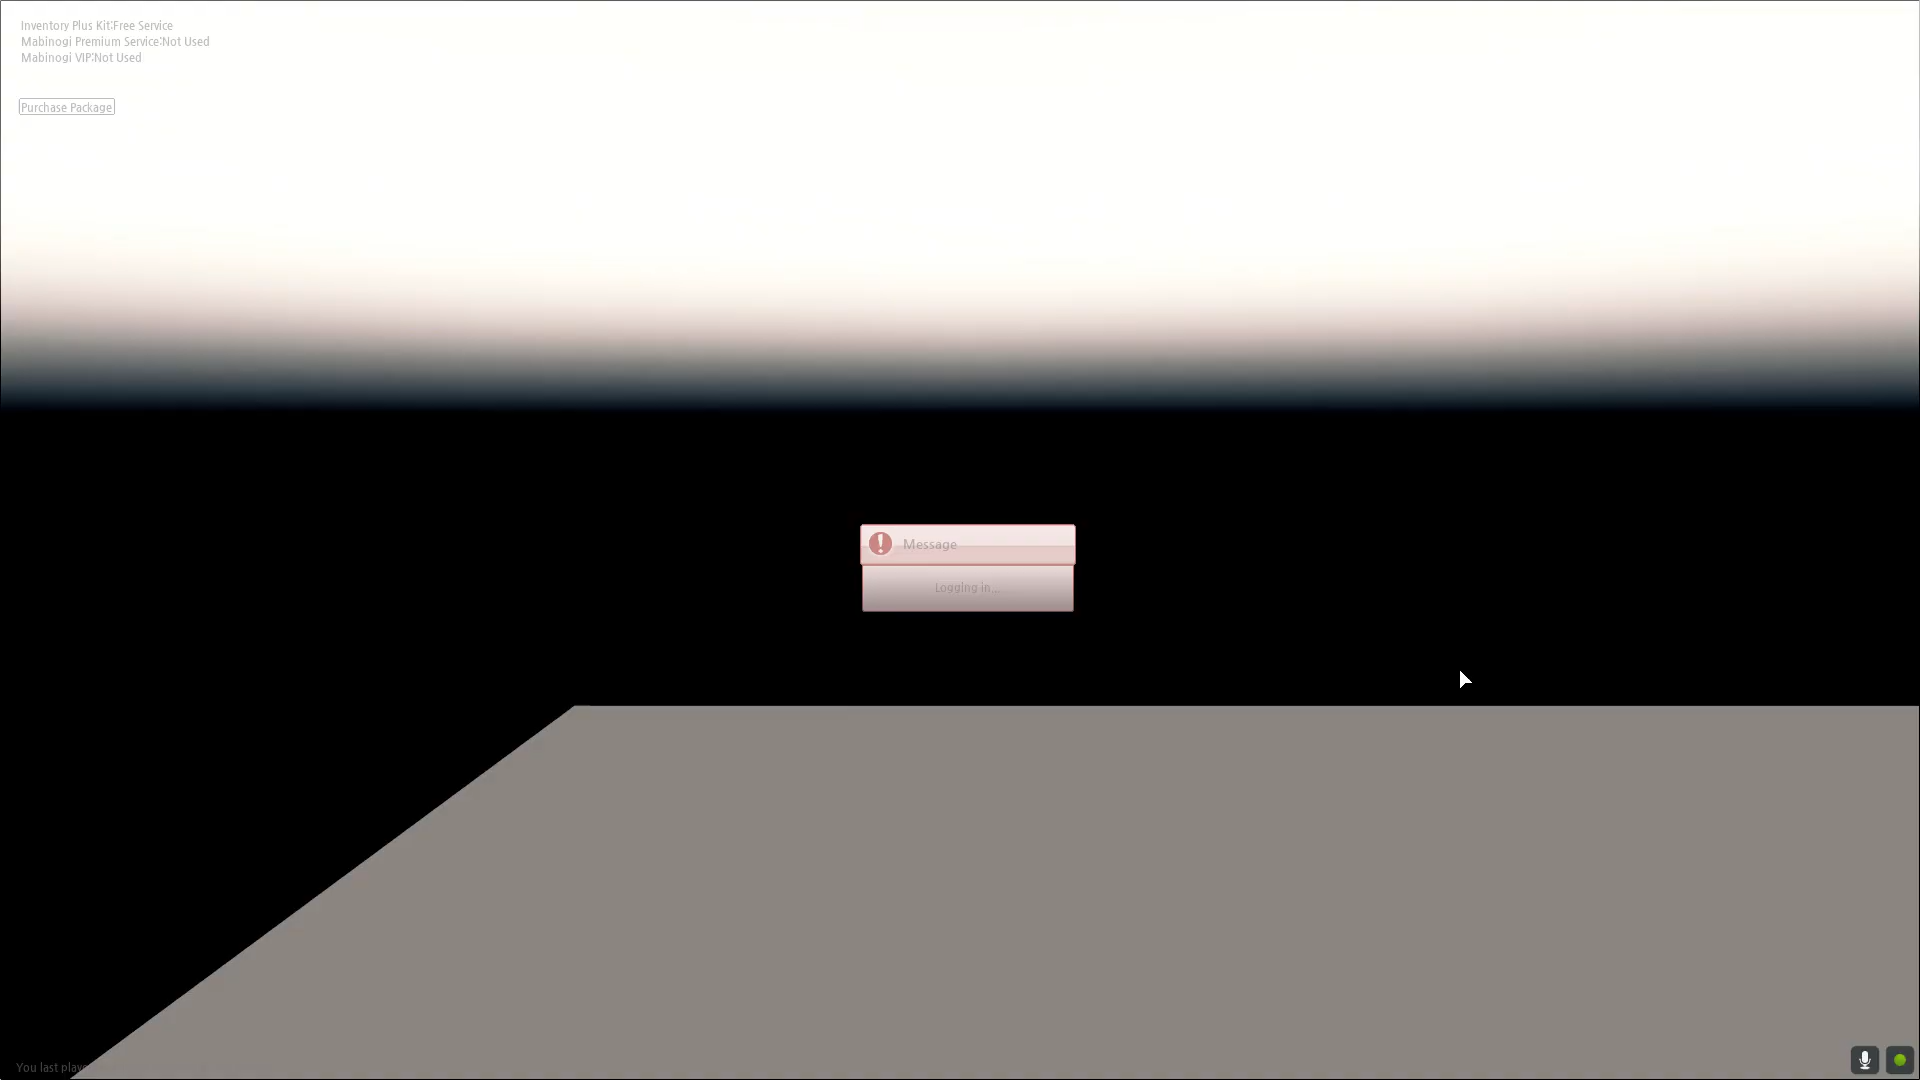 Inventory Plus Kit:Free Service
Mabinogi Premium Service:Not Used
Mabinogi VIP:Not Used
Purchase Package
Message
Logging in...
You last play